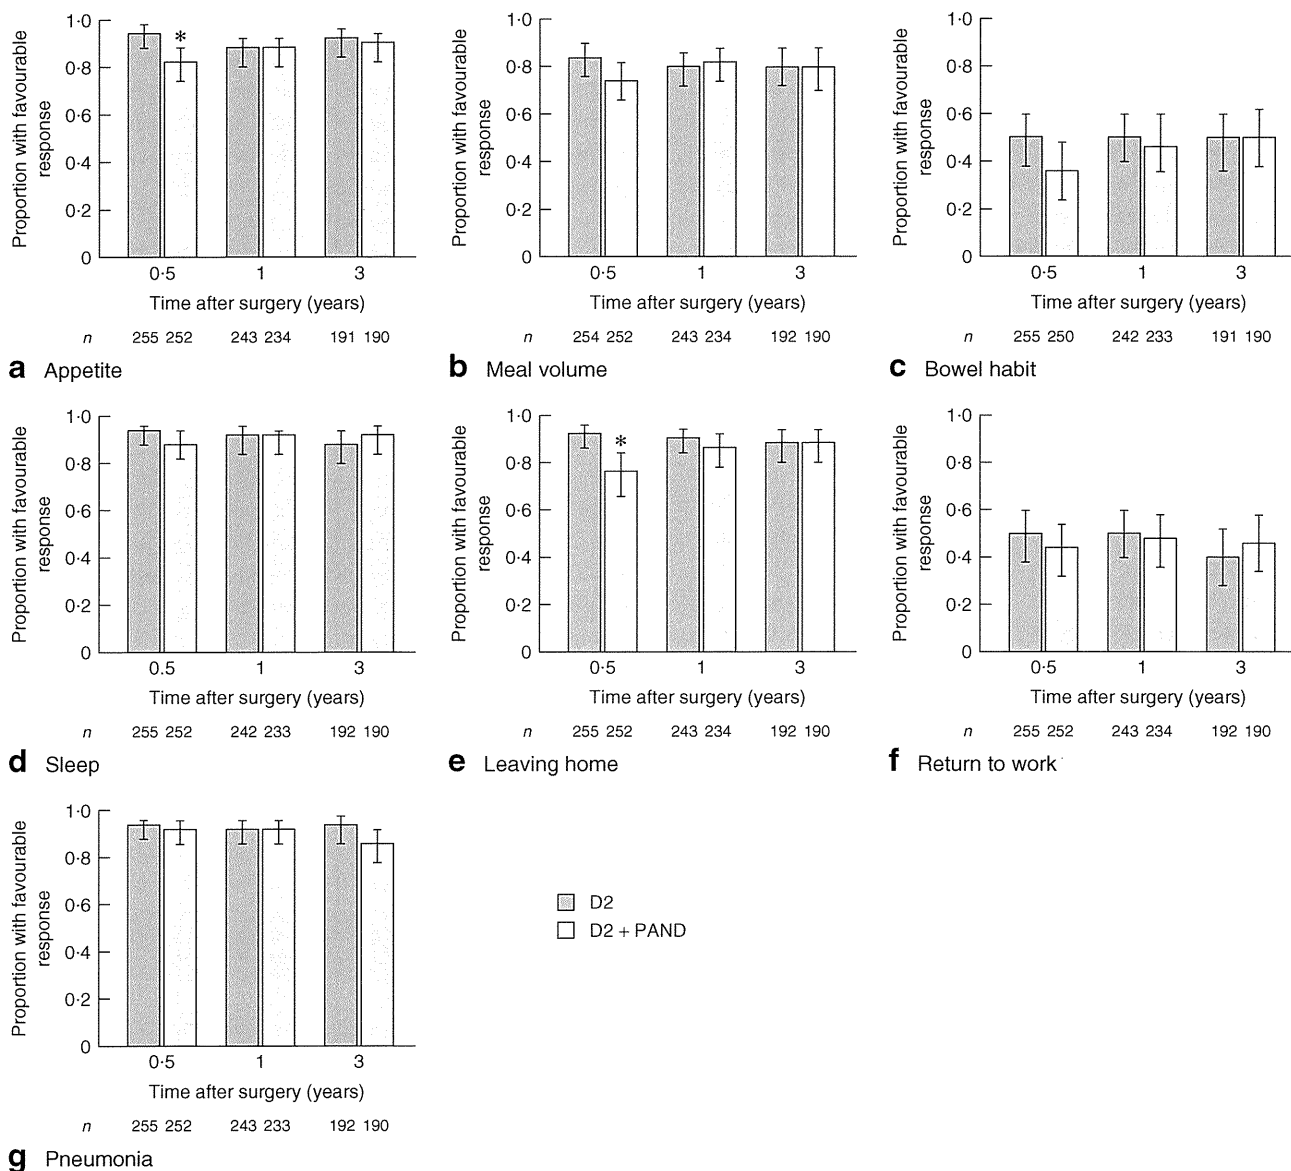 Proportion with favourable
response
1·0
0·8
0·6
0·4
0·2
0
*
0·5 1 3
Time after surgery (years)
n 255 252 243 234 191 190
a Appetite
Proportion with favourable
response
1·0
0·8
0·6
0·4
0·2
0
0·5 1 3
Time after surgery (years)
n 254 252 243 234 192 190
b Meal volume
Proportion with favourable
response
1·0
0·8
0·6
0·4
0·2
0
0·5 1 3
Time after surgery (years)
n 255 250 242 233 191 190
c Bowel habit
Proportion with favourable
response
1·0
0·8
0·6
0·4
0·2
0
0.5 1 3
Time after surgery (years)
n 255 252 242 233 192 190
d Sleep
Proportion with favourable
response
1·0
0·8
0·6
0·4
0·2
0
*
0·5 1 3
Time after surgery (years)
n 255 252 243 234 192 190
e Leaving home
Proportion with favourable
response
1·0
0·8
0·6
0·4
0·2
0
0·5 1 3
Time after surgery (years)
n 255 252 243 234 192 190
f Return to work
Proportion with favourable
response
1·0
0·8
0·6
0·4
0·2
0
0·5 1 3
Time after surgery (years)
n 255 252 243 233 192 190
g Pneumonia
D2
D2 + PAND